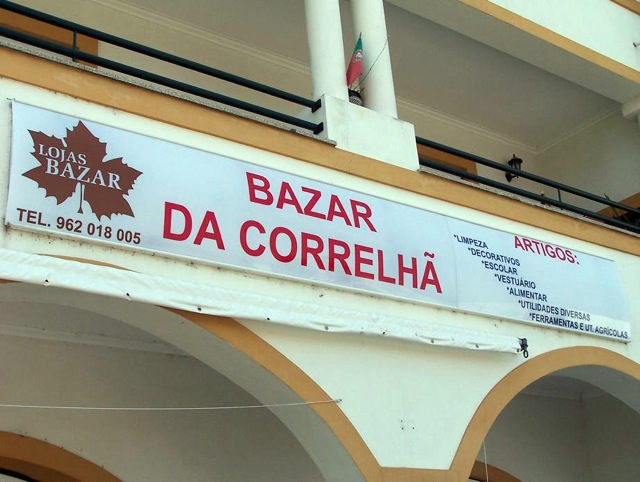 LOJAS
BAZAR
TEL. 962 018 005
BAZAR
DA CORRELHÃ
ARTIGOS:
*LIMPEZA
*DECORATIVOS
*ESCOLAR
*VESTUÁRIO
*ALIMENTAR
*UTILIDADES DIVERSAS
*FERRAMENTAS E UT. AGRÍCOLAS